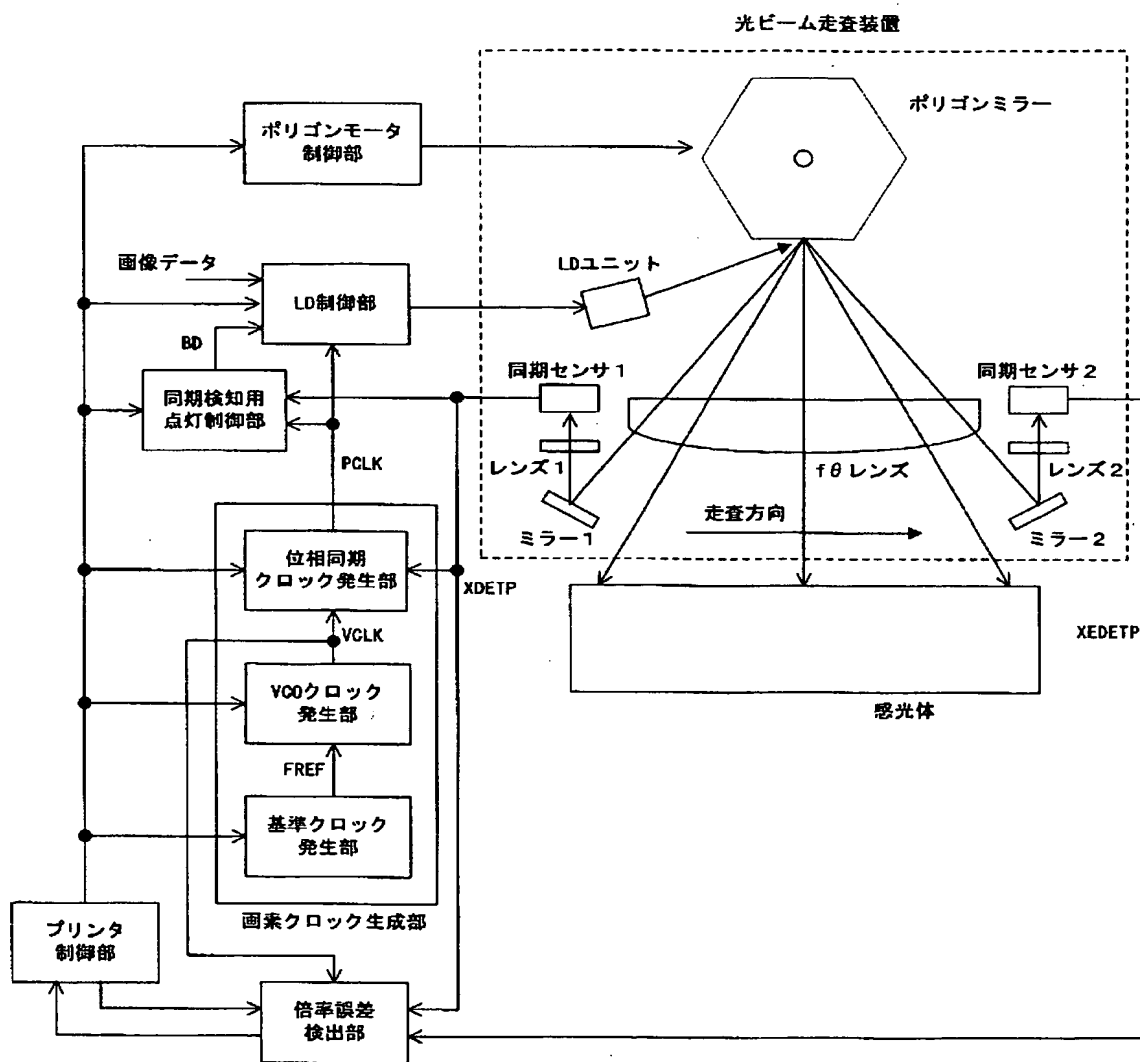 光ビーム走査装置
ポリゴンミラー
ポリゴンモータ
制御部
画像データ
LD制御部
LDユニット
BD
同期検知用
点灯制御部
同期センサ1
同期センサ2
PCLK
レンズ1
fθレンズ
レンズ2
走査方向
ミラー1
ミラー2
位相同期
クロック発生部
XDETP
VCLK
XEDETP
VCOクロック
発生部
感光体
FREF
基準クロック
発生部
画素クロック生成部
プリンタ
制御部
倍率誤差
検出部